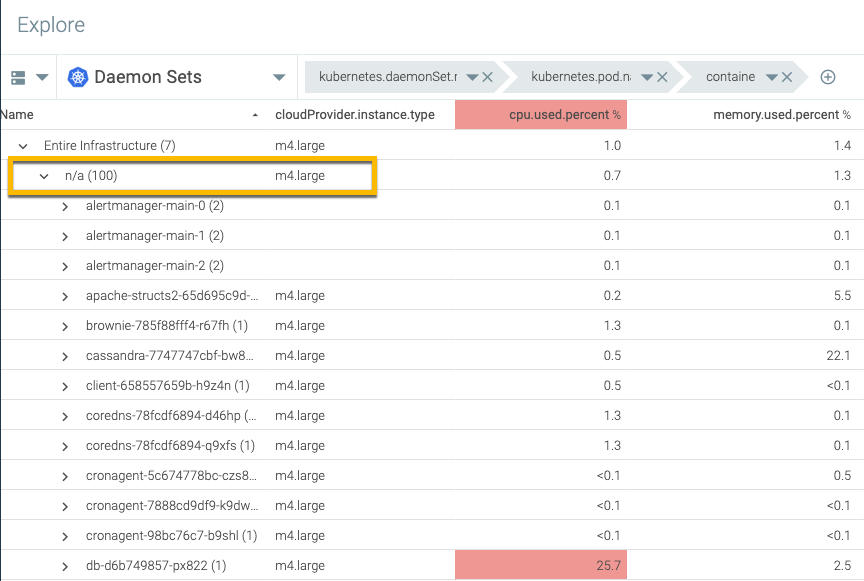 Explore
Daemon Sets kubernetes.daemonSet.r kubernetes.pod.na containe
Name cloudProvider.instance.type cpu.used.percent % memory.used.percent %
Entire Infrastructure (7) m4.large 1.0 1.4
n/a (100) m4.large 0.7 1.3
alertmanager-main-0 (2) 0.1 0.1
alertmanager-main-1 (2) 0.1 0.1
alertmanager-main-2 (2) 0.1 0.1
apache-structs2-65d695c9d-... m4.large 0.2 5.5
brownie-785f88fff4-r67fh (1) m4.large 1.3 0.1
cassandra-7747747cbf-bw8... m4.large 0.5 22.1
client-658557659b-h9z4n (1) m4.large 0.5 <0.1
coredns-78fcdf6894-d46hp (... m4.large 1.3 0.1
coredns-78fcdf6894-q9xfs (1) m4.large 1.3 0.1
cronagent-5c674778bc-czs8... m4.large <0.1 0.5
cronagent-7888cd9df9-k9dw... m4.large <0.1 <0.1
cronagent-98bc76c7-b9shl (1) m4.large <0.1 <0.1
db-d6b749857-px822 (1) m4.large 25.7 2.5